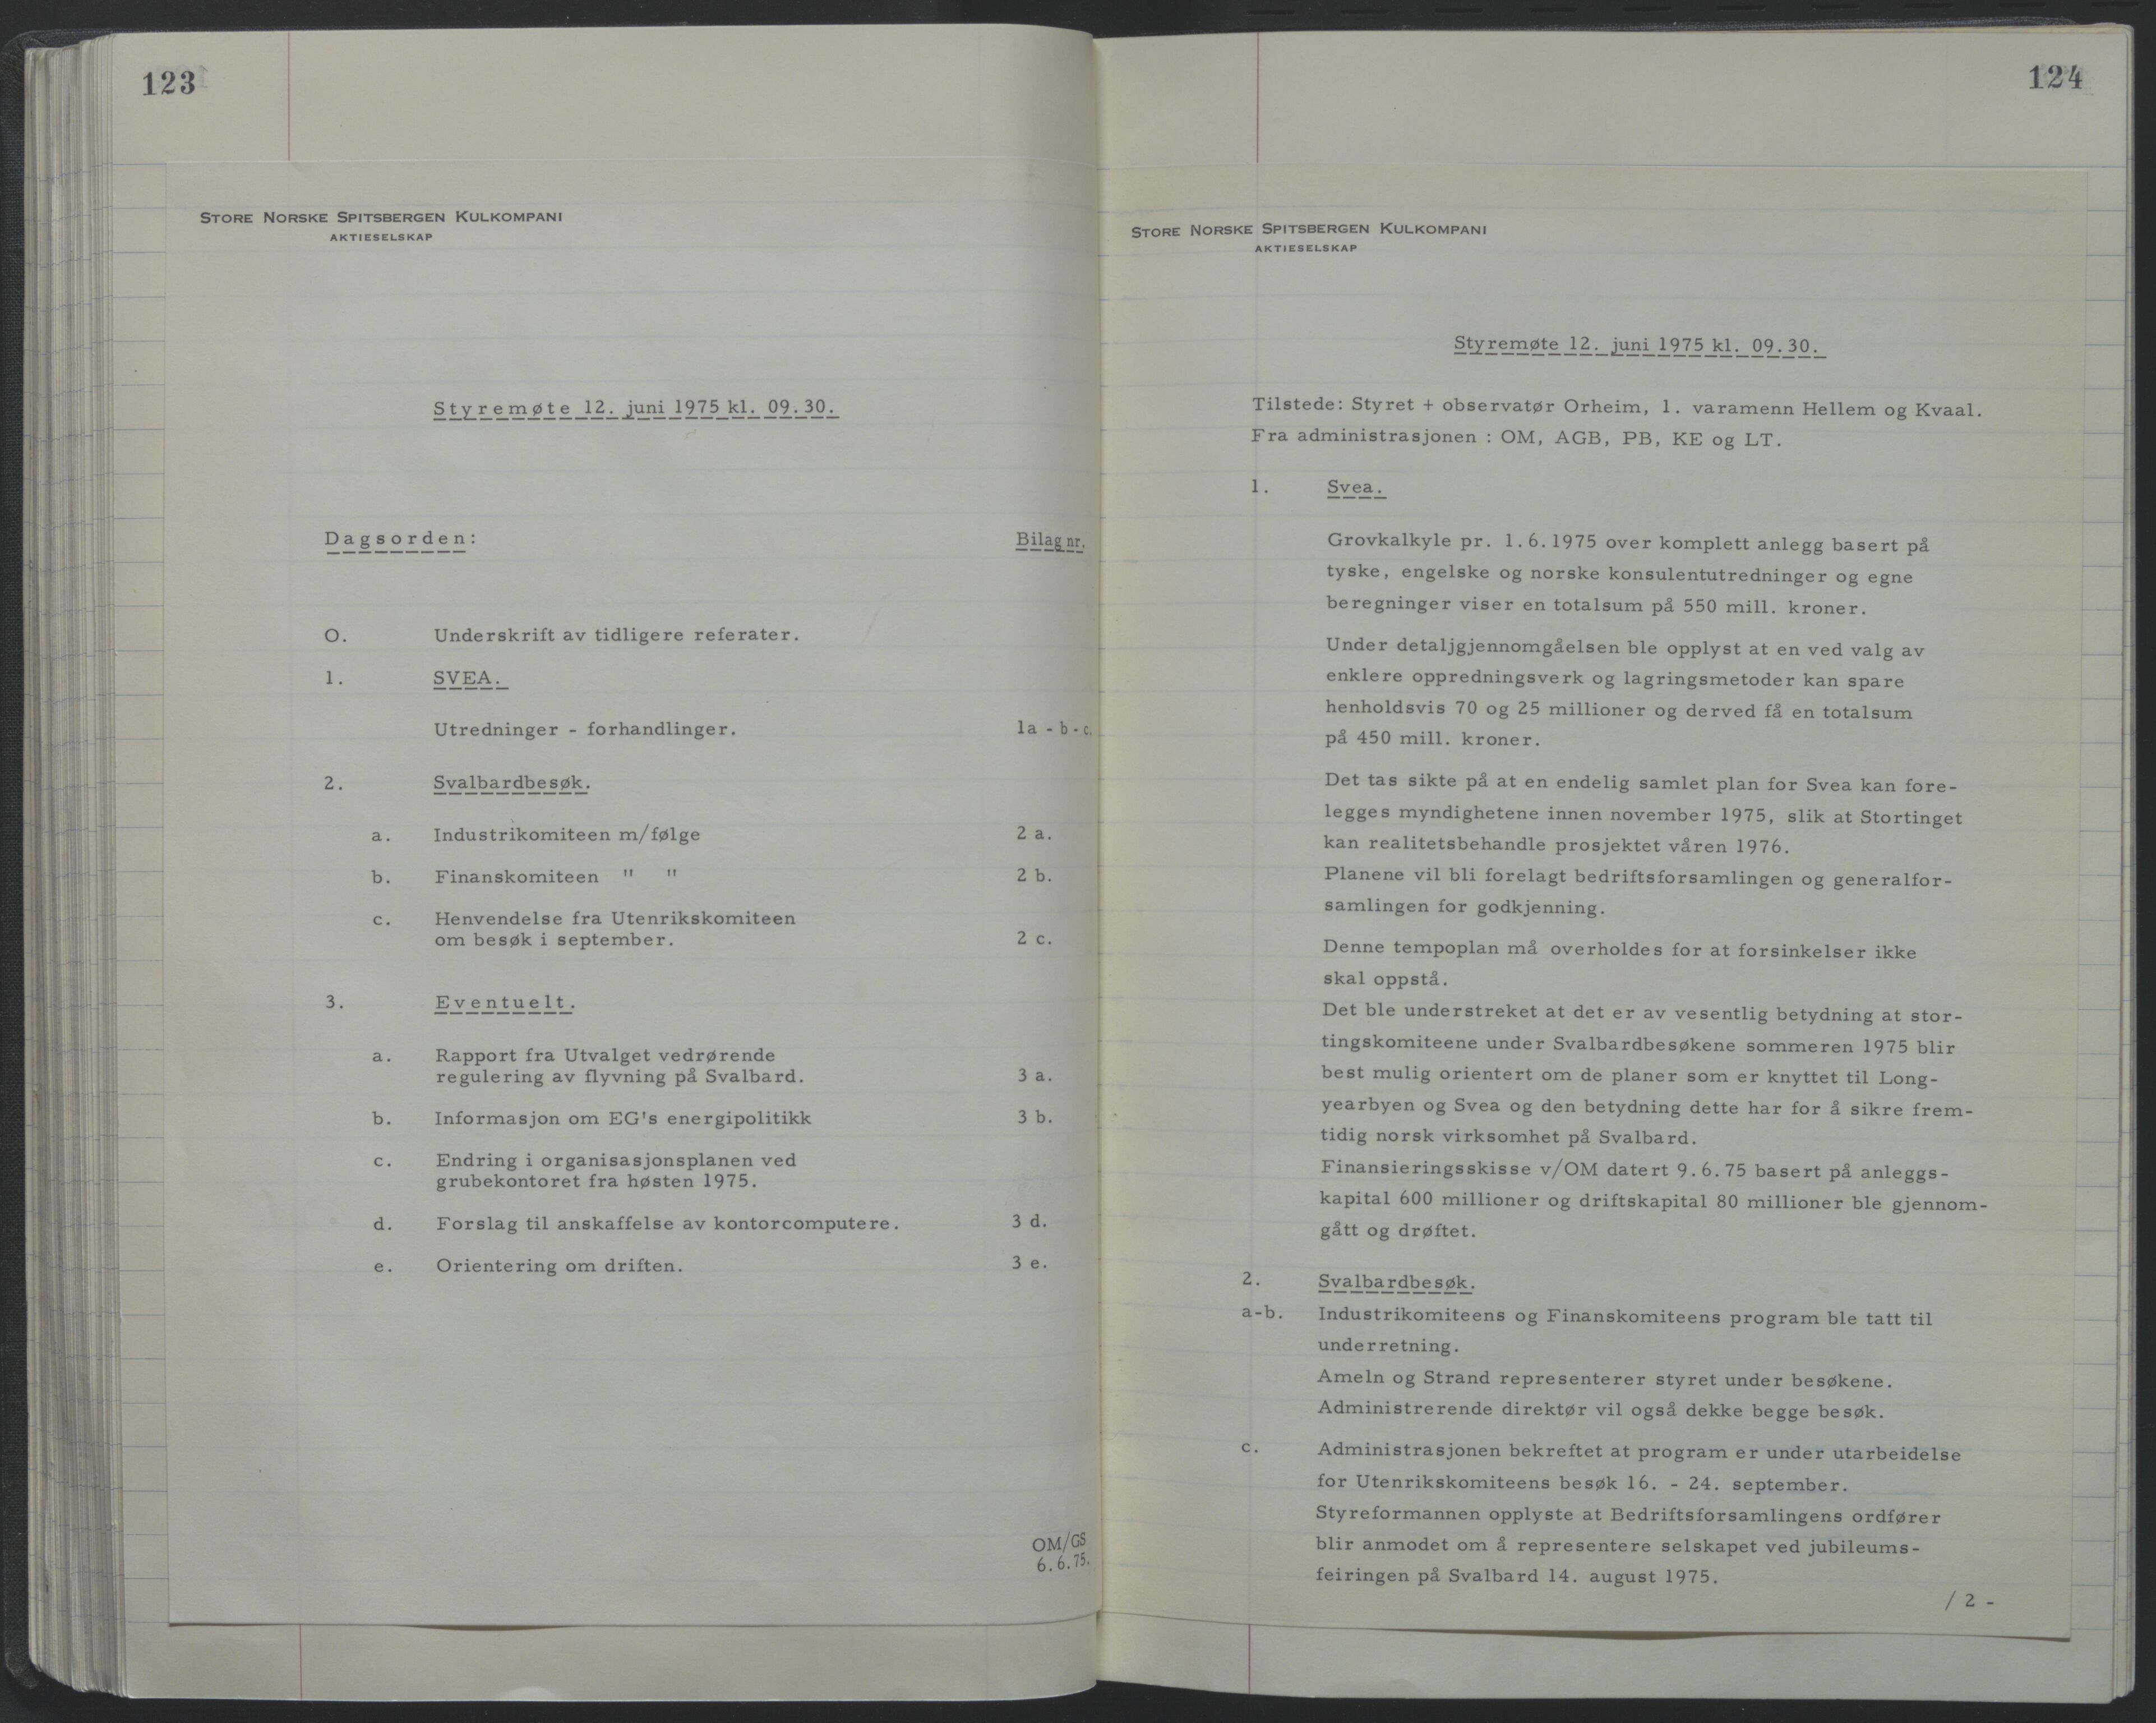 123
STORE NORSKE SPITSBERGEN KULKOMPANI
AKTIESELSKAP
Styremøte 12. juni 1975 kl. 09.30.
Dagsorden: Bilag nr.
O. Underskrift av tidligere referater.
1. SVEA.
Utredninger - forhandlinger. 1a - b - c.
2. Svalbardbesøk.
a. Industrikomiteen m/følge 2 a.
b. Finanskomiteen " " 2 b.
c. Henvendelse fra Utenrikskomiteen
om besøk i september. 2 c.
3. Eventuelt.
a. Rapport fra Utvalget vedrørende
regulering av flyvning på Svalbard. 3 a.
b. Informasjon om EG's energipolitikk 3 b.
c. Endring i organisasjonsplanen ved
grubekontoret fra høsten 1975.
d. Forslag til anskaffelse av kontorcomputere. 3 d.
e. Orientering om driften. 3 e.
OM/GS
6.6.75.
124
STORE NORSKE SPITSBERGEN KULKOMPANI
AKTIESELSKAP
Styremøte 12. juni 1975 kl. 09.30.
Tilstede: Styret + observatør Orheim, 1. varamenn Hellem og Kvaal.
Fra administrasjonen : OM, AGB, PB, KE og LT.
1. Svea.
Grovkalkyle pr. 1.6.1975 over komplett anlegg basert på
tyske, engelske og norske konsulentutredninger og egne
beregninger viser en totalsum på 550 mill. kroner.
Under detaljgjennomgåelsen ble opplyst at en ved valg av
enklere oppredningsverk og lagringsmetoder kan spare
henholdsvis 70 og 25 millioner og derved få en totalsum
på 450 mill. kroner.
Det tas sikte på at en endelig samlet plan for Svea kan fore-
legges myndighetene innen november 1975, slik at Stortinget
kan realitetsbehandle prosjektet våren 1976.
Planene vil bli forelagt bedriftsforsamlingen og generalfor-
samlingen for godkjenning.
Denne tempoplan må overholdes for at forsinkelser ikke
skal oppstå.
Det ble understreket at det er av vesentlig betydning at stor-
tingskomiteene under Svalbardbesøkene sommeren 1975 blir
best mulig orientert om de planer som er knyttet til Long-
yearbyen og Svea og den betydning dette har for å sikre frem-
tidig norsk virksomhet på Svalbard.
Finansieringsskisse v/OM datert 9.6.75 basert på anleggs-
kapital 600 millioner og driftskapital 80 millioner ble gjennom-
gått og drøftet.
2. Svalbardbesøk.
a-b. Industrikomiteens og Finanskomiteens program ble tatt til
underretning.
Ameln og Strand representerer styret under besøkene.
Administrerende direktør vil også dekke begge besøk.
c. Administrasjonen bekreftet at program er under utarbeidelse
for Utenrikskomiteens besøk 16. - 24. september.
Styreformannen opplyste at Bedriftsforsamlingens ordfører
blir anmodet om å representere selskapet ved jubileums-
feiringen på Svalbard 14. august 1975.
/ 2 -